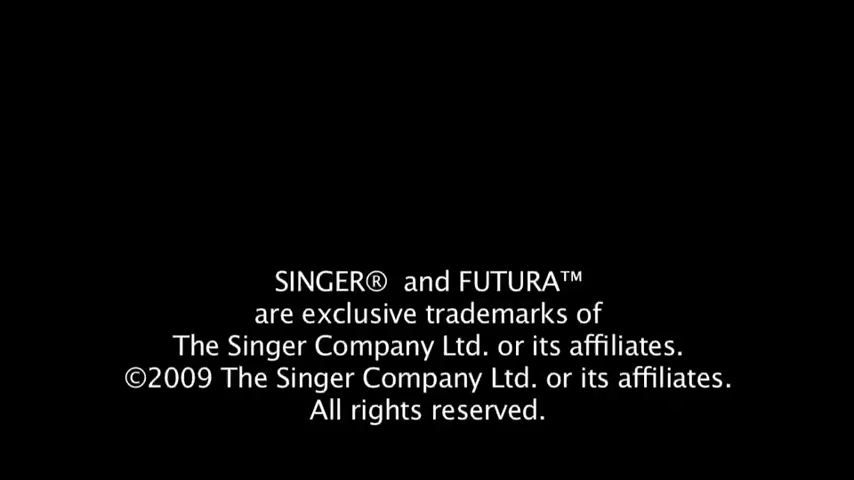 SINGER® and FUTURA™
are exclusive trademarks of
The Singer Company Ltd. or its affiliates.
©2009 The Singer Company Ltd. or its affiliates.
All rights reserved.